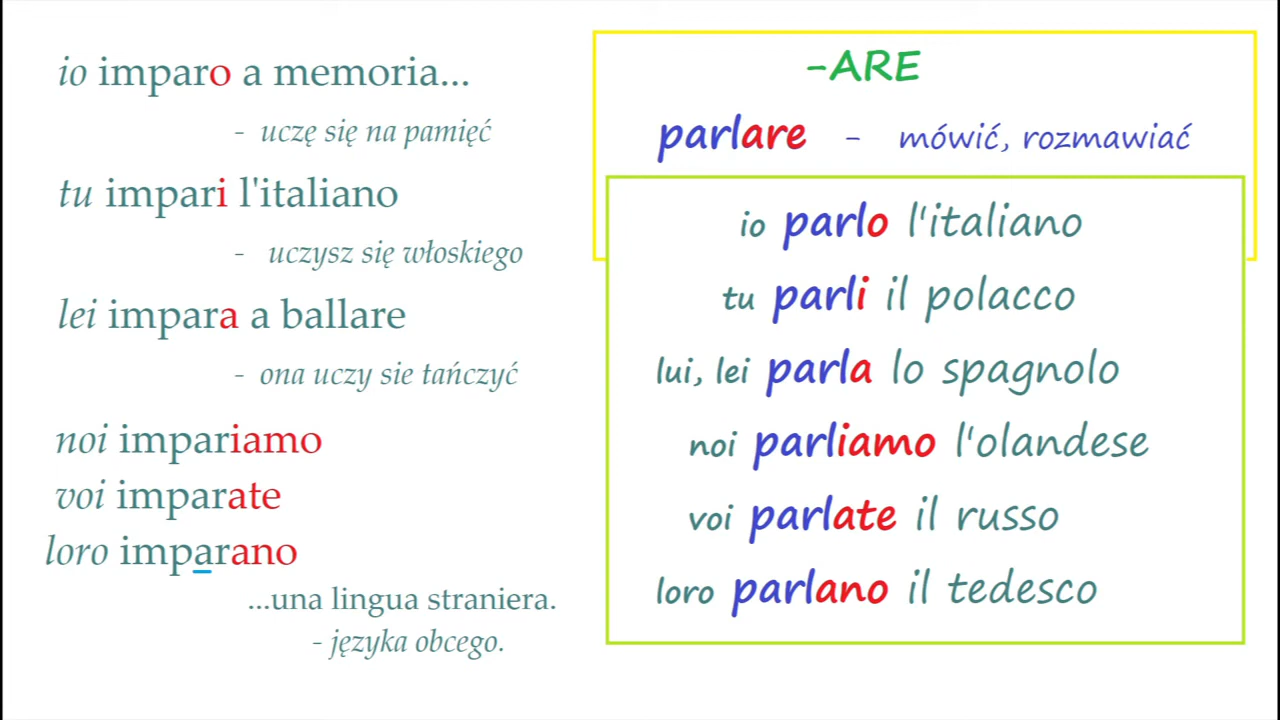 io imparo a memoria...
- uczę się na pamięć
tu impari l'italiano
- uczysz się włoskiego
lei impara a ballare
- ona uczy sie tańczyć
noi impariamo
voi imparate
loro imparano
...una lingua straniera.
- języka obcego.
-ARE
parlare - mówić, rozmawiać
io parlo l'italiano
tu parli il polacco
lui, lei parla lo spagnolo
noi parliamo l'olandese
voi parlate il russo
loro parlano il tedesco